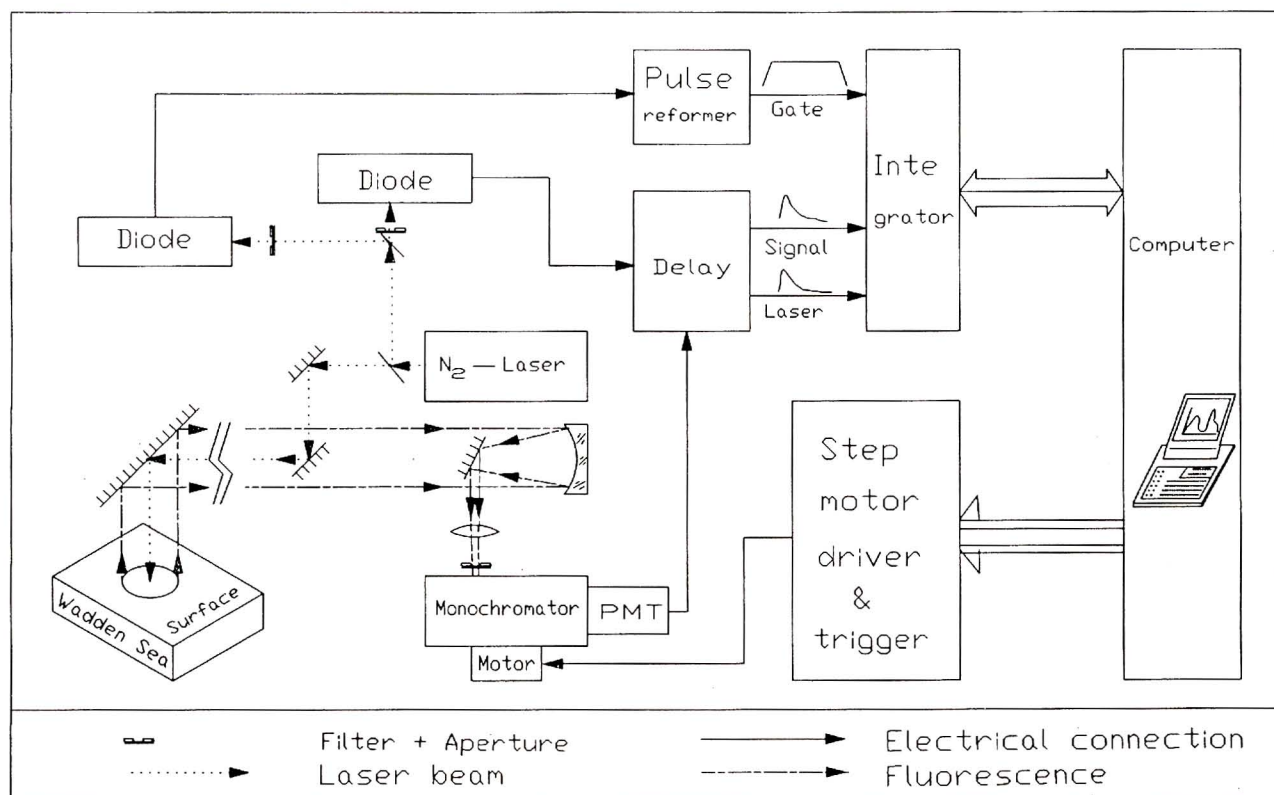 Pulse
reformer
Gate
Diode
Diode
Inte
grator
Delay
Signal
Laser
Computer
N₂—Laser
Step
motor
driver
&
trigger
Monochromator
PMT
Motor
Surface
Wadden Sea
Filter + Aperture
Laser beam
Electrical connection
Fluorescence